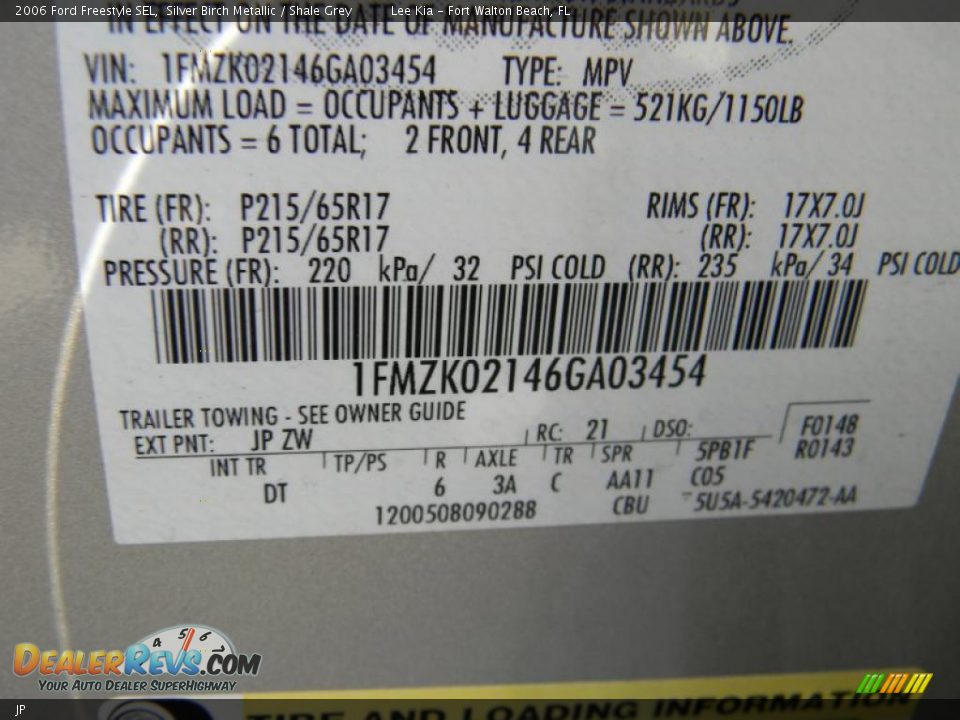 2006 Ford Freestyle SEL, Silver Birch Metallic / Shale Grey Lee Kia - Fort Walton Beach, FL
IN EFFECT ON THE DATE OF MANUFACTURE SHOWN ABOVE.
VIN: 1FMZK02146GA03454 TYPE: MPV
MAXIMUM LOAD = OCCUPANTS + LUGGAGE = 521KG/1150LB
OCCUPANTS = 6 TOTAL; 2 FRONT, 4 REAR
TIRE (FR): P215/65R17 RIMS (FR): 17X7.0J
(RR): P215/65R17 (RR): 17X7.0J
PRESSURE (FR): 220 kPa/ 32 PSI COLD (RR): 235 kPa/ 34 PSI COLD
1FMZK02146GA03454
TRAILER TOWING - SEE OWNER GUIDE
EXT PNT: JP ZW RC: 21 DSO: F0148
INT TR TP/PS R AXLE TR SPR 5PB1F R0143
DT 6 3A C AA11 C05
1200508090288 CBU 5U5A-5420472-AA
4 5 6 7
DEALERREVS.COM
YOUR AUTO DEALER SUPERHIGHWAY
TIRE AND LOADING INFORMATION
JP